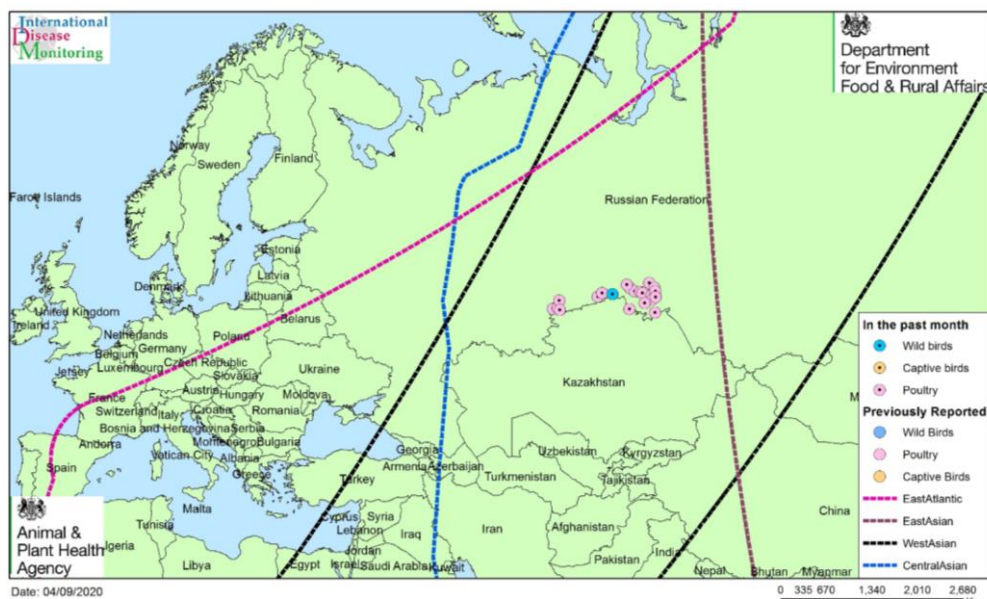 International
Disease
Monitoring
Department
for Environment
Food & Rural Affairs
Norway
Sweden
Finland
Russian Federation
Estonia
Latvia
Lithuania
Denmark
United Kingdom
Ireland
Belarus
Netherlands
Poland
Germany
Belgium
Luxembourg
Czech Republic
Jersey
Slovakia
Ukraine
Kazakhstan
France
Austria
Hungary
Moldova
Switzerland
Italy
Croatia
Romania
Bosnia and Herzegovina
Serbia
Andorra
Montenegro
Bulgaria
Georgia
Uzbekistan
Kyrgyzstan
Vatican City
Albania
Spain
Greece
Turkey
Armenia
Azerbaijan
Turkmenistan
Tajikistan
Malta
China
Tunisia
Cyprus
Syria
Lebanon
Iraq
Iran
Afghanistan
Jordan
Pakistan
India
Libya
Egypt
Israel
Saudi Arabia
Kuwait
Nepal
Bhutan
Myanmar
In the past month
Wild birds
Captive birds
Poultry
Previously Reported
Wild Birds
Poultry
Captive Birds
EastAtlantic
EastAsian
WestAsian
CentralAsian
Animal &
Plant Health
Agency
Date: 04/09/2020
0 335 670 1,340 2,010 2,680